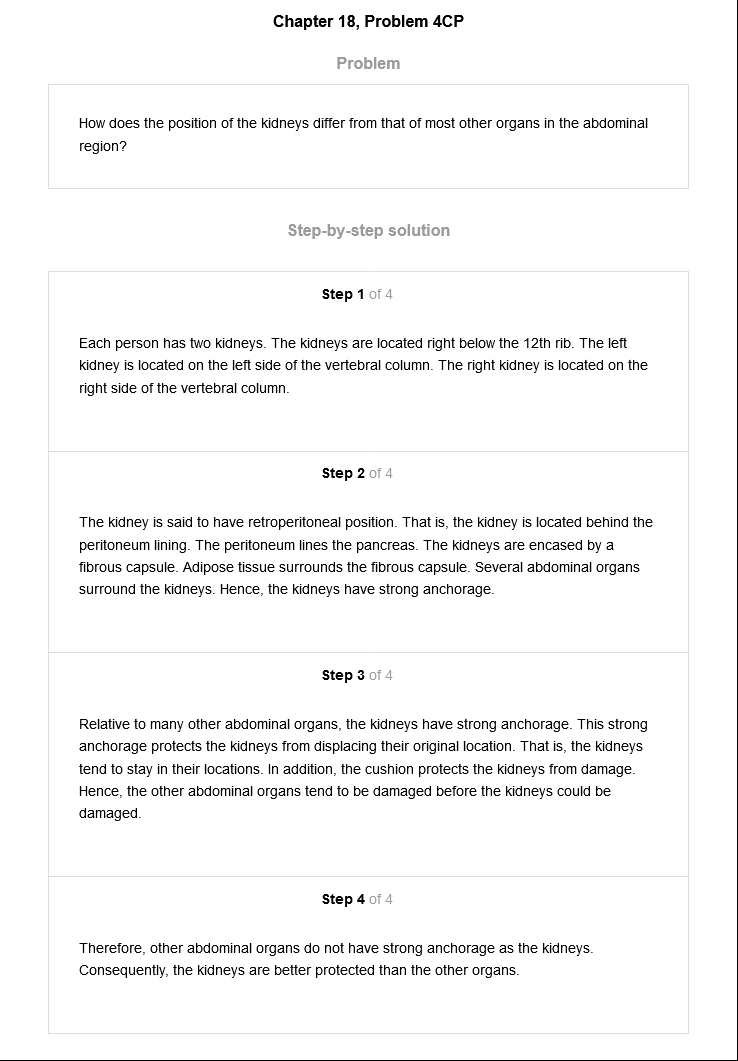 Chapter 18, Problem 4CP
Problem
How does the position of the kidneys differ from that of most other organs in the abdominal
region?
Step-by-step solution
Step 1 of 4
Each person has two kidneys. The kidneys are located right below the 12th rib. The left
kidney is located on the left side of the vertebral column. The right kidney is located on the
right side of the vertebral column.
Step 2 of 4
The kidney is said to have retroperitoneal position. That is, the kidney is located behind the
peritoneum lining. The peritoneum lines the pancreas. The kidneys are encased by a
fibrous capsule. Adipose tissue surrounds the fibrous capsule. Several abdominal organs
surround the kidneys. Hence, the kidneys have strong anchorage.
Step 3 of 4
Relative to many other abdominal organs, the kidneys have strong anchorage. This strong
anchorage protects the kidneys from displacing their original location. That is, the kidneys
tend to stay in their locations. In addition, the cushion protects the kidneys from damage.
Hence, the other abdominal organs tend to be damaged before the kidneys could be
damaged.
Step 4 of 4
Therefore, other abdominal organs do not have strong anchorage as the kidneys.
Consequently, the kidneys are better protected than the other organs.